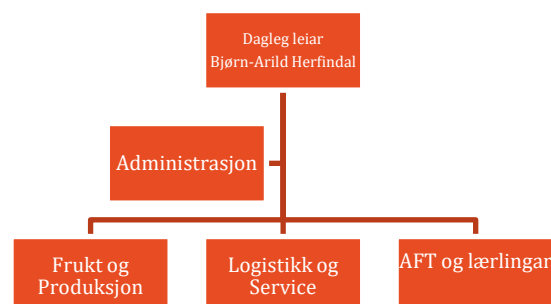 Dagleg leiar
Bjørn-Arild Herfindal
Administrasjon
Frukt og
Produksjon
Logistikk og
Service
AFT og lærlingar